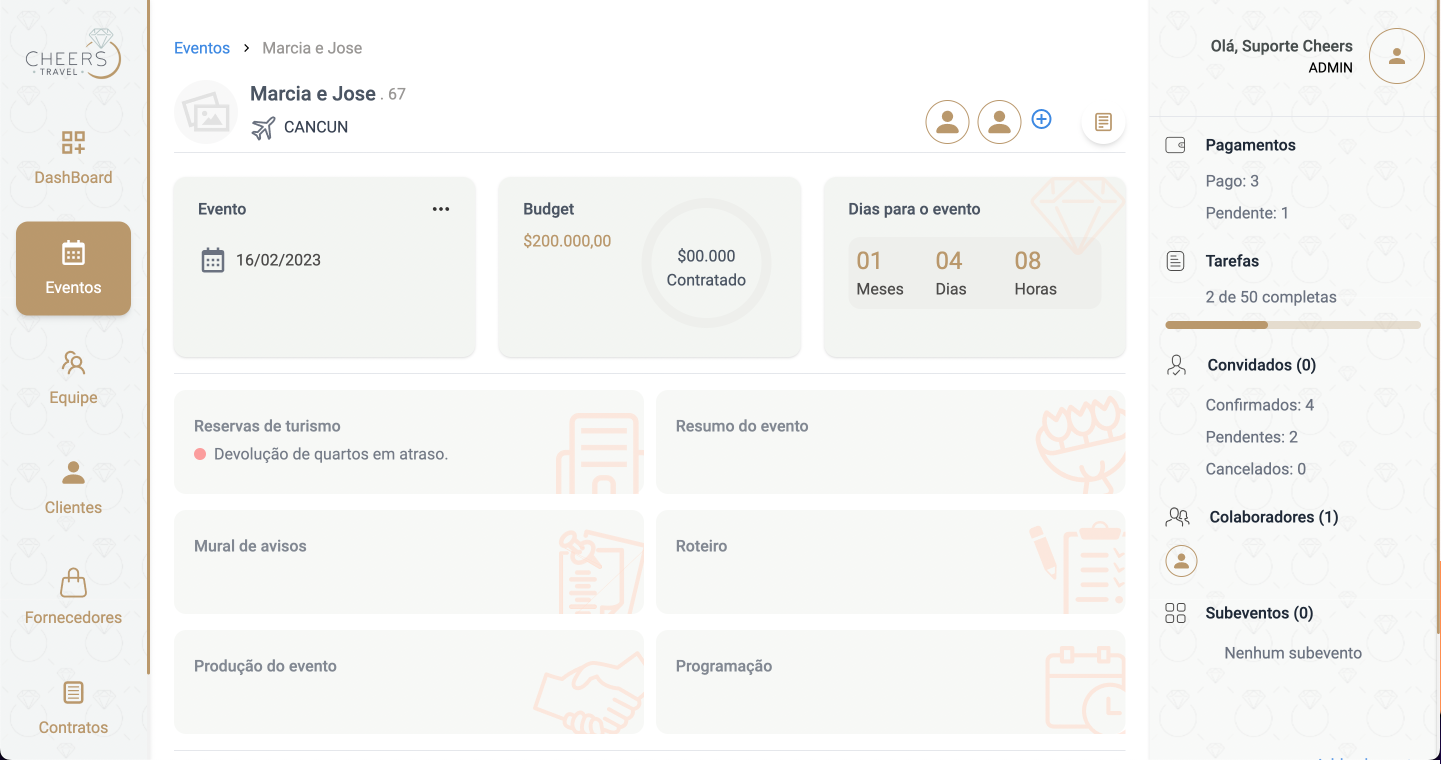 CHEERS
· TRAVEL ·
DashBoard
Eventos
Equipe
Clientes
Fornecedores
Contratos
Eventos > Marcia e Jose
Marcia e Jose . 67
CANCUN
Evento
16/02/2023
Budget
$200.000,00
$00.000
Contratado
Dias para o evento
01 04 08
Meses Dias Horas
Reservas de turismo
Devolução de quartos em atraso.
Resumo do evento
Mural de avisos
Roteiro
Produção do evento
Programação
Olá, Suporte Cheers
ADMIN
Pagamentos
Pago: 3
Pendente: 1
Tarefas
2 de 50 completas
Convidados (0)
Confirmados: 4
Pendentes: 2
Cancelados: 0
Colaboradores (1)
Subeventos (0)
Nenhum subevento